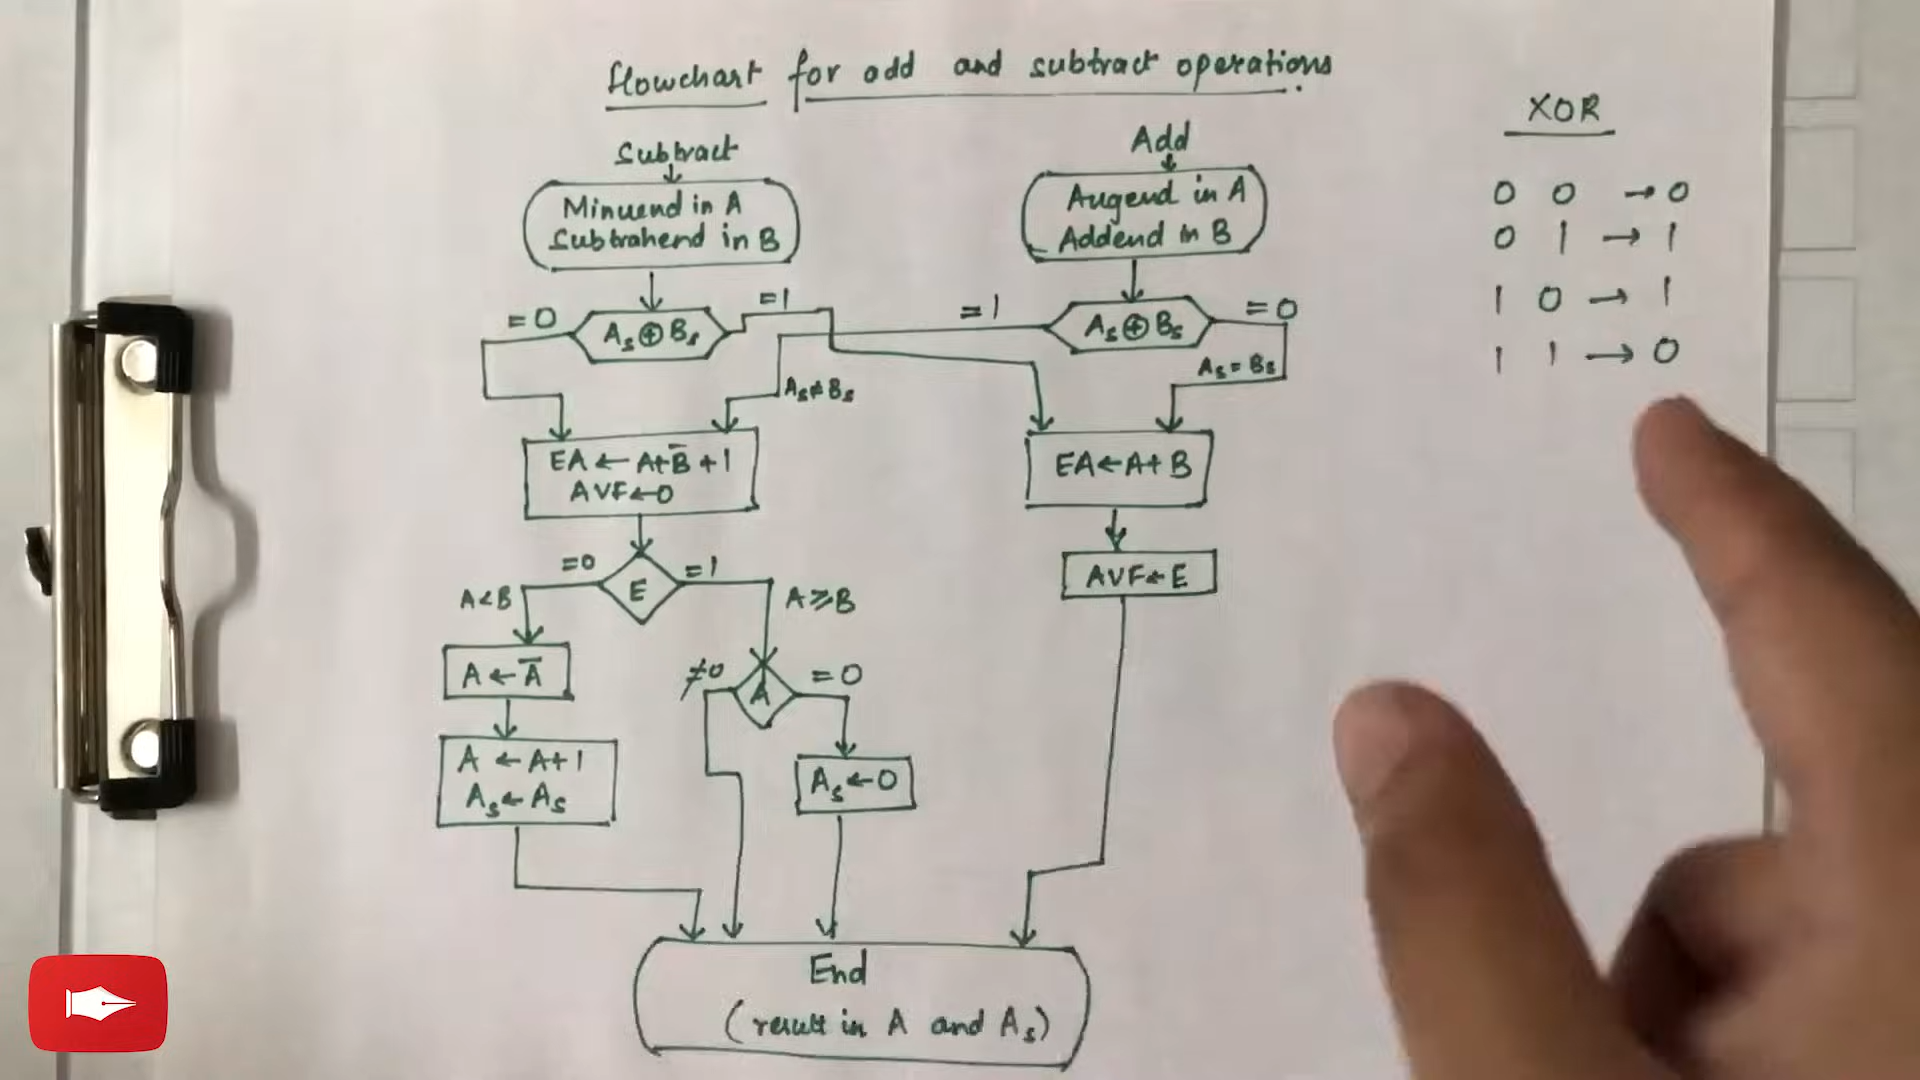 flowchart for add and subtract operations.
Subtract
Minuend in A
Subtrahend in B
Add
Augend in A
Addend in B
XOR
0 0 → 0
0 1 → 1
1 0 → 1
1 1 → 0
=0
As ⊕ Bs
=1
=1
As ⊕ Bs
=0
As ≠ Bs
As = Bs
EA ← A+B̅+1
AVF←0
EA←A+B
=0
E
=1
A<B
A≥B
AVF←E
A←A̅
≠0
A
=0
A ←A+1
As←As
As←0
End
(result in A and As)